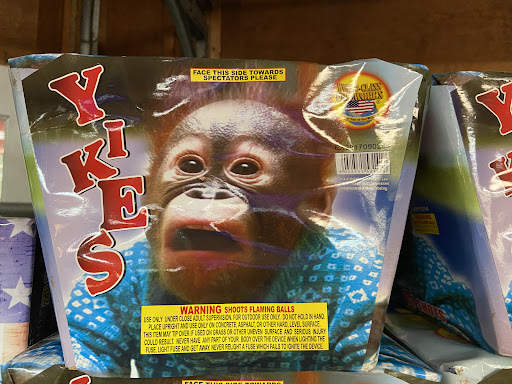 FACE THIS SIDE TOWARDS
SPECTATORS PLEASE
YiKES
WARNING SHOOTS FLAMING BALLS
USE ONLY UNDER CLOSE ADULT SUPERVISION. FOR OUTDOOR USE ONLY. DO NOT HOLD IN HAND.
PLACE UPRIGHT AND USE ONLY ON CONCRETE, ASPHALT, OR OTHER HARD, LEVEL SURFACE.
THIS ITEM MAY TIP OVER IF USED ON GRASS OR OTHER UNEVEN SURFACE AND SERIOUS INJURY
COULD RESULT. NEVER HAVE ANY PART OF YOUR BODY OVER THE DEVICE WHEN LIGHTING THE
FUSE. LIGHT FUSE AND GET AWAY. NEVER RELIGHT A FUSE WHICH FAILS TO IGNITE THE DEVICE.
FACE THIS SIDE TOWARDS